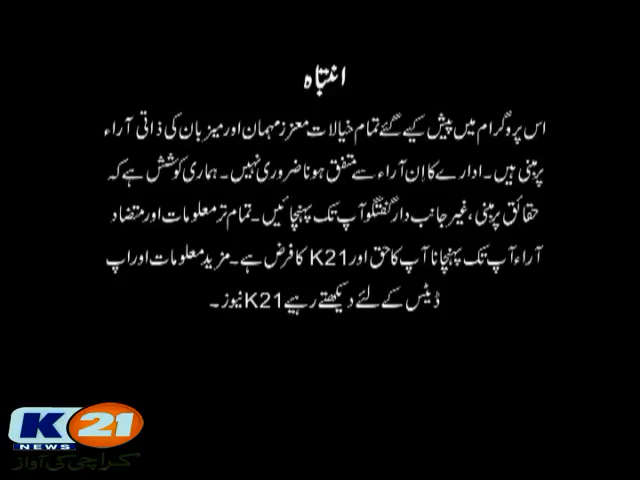 انتباہ
اس پروگرام میں پیش کیے گئے تمام خیالات معزز مہمان اور میزبان کی ذاتی آراء
پر مبنی ہیں۔ ادارے کا اِن آراء سے متفق ہونا ضروری نہیں۔ ہماری کوشش ہے کہ
حقائق پر مبنی، غیر جانب دار گفتگو آپ تک پہنچائیں۔ تمام تر معلومات اور متضاد
آراء آپ تک پہنچانا آپ کا حق اور K21 کا فرض ہے۔ مزید معلومات اور اپ
ڈیٹس کے لئے دیکھتے رہیے K21 نیوز۔
K21
NEWS
کراچی کی آواز